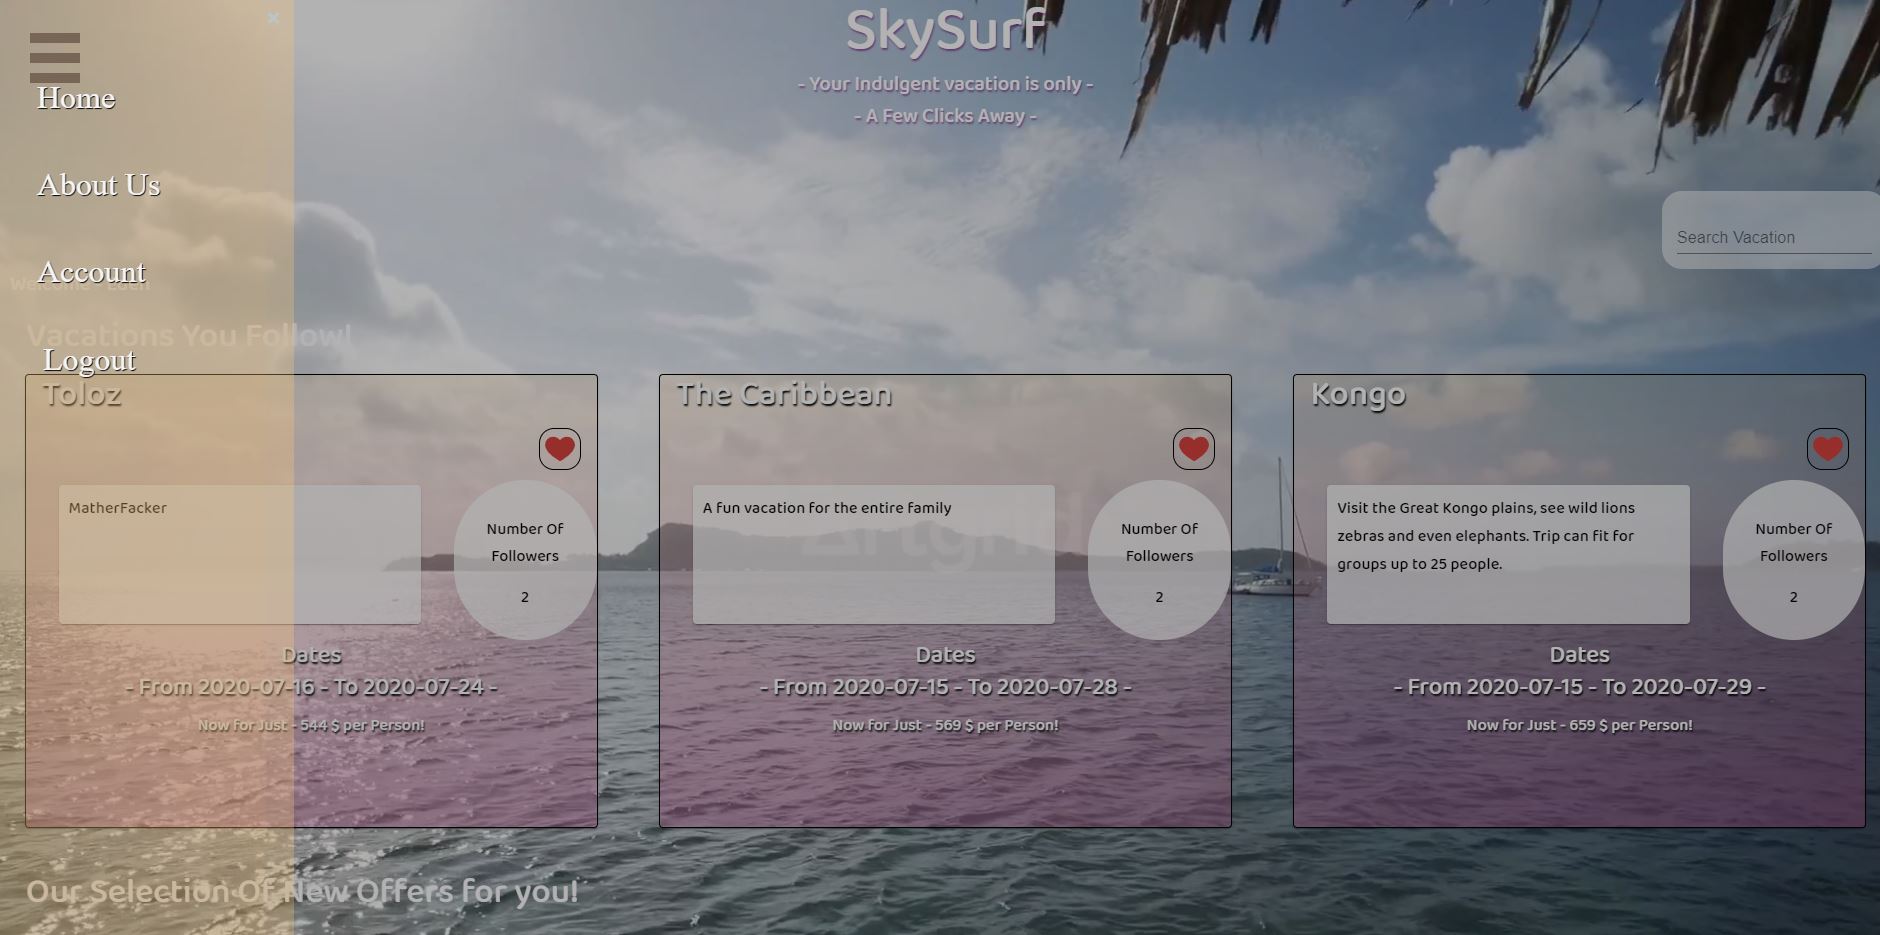 ×
SkySurf
- Your Indulgent vacation is only -
- A Few Clicks Away -
Home
About Us
Account
Logout
Search Vacation
Vacations You Follow!
Toloz
MatherFacker
Number Of
Followers
2
Dates
- From 2020-07-16 - To 2020-07-24 -
Now for Just - 544 $ per Person!
The Caribbean
A fun vacation for the entire family
Number Of
Followers
2
Dates
- From 2020-07-15 - To 2020-07-28 -
Now for Just - 569 $ per Person!
Kongo
Visit the Great Kongo plains, see wild lions
zebras and even elephants. Trip can fit for
groups up to 25 people.
Number Of
Followers
2
Dates
- From 2020-07-15 - To 2020-07-29 -
Now for Just - 659 $ per Person!
Artgrid
Our Selection Of New Offers for you!